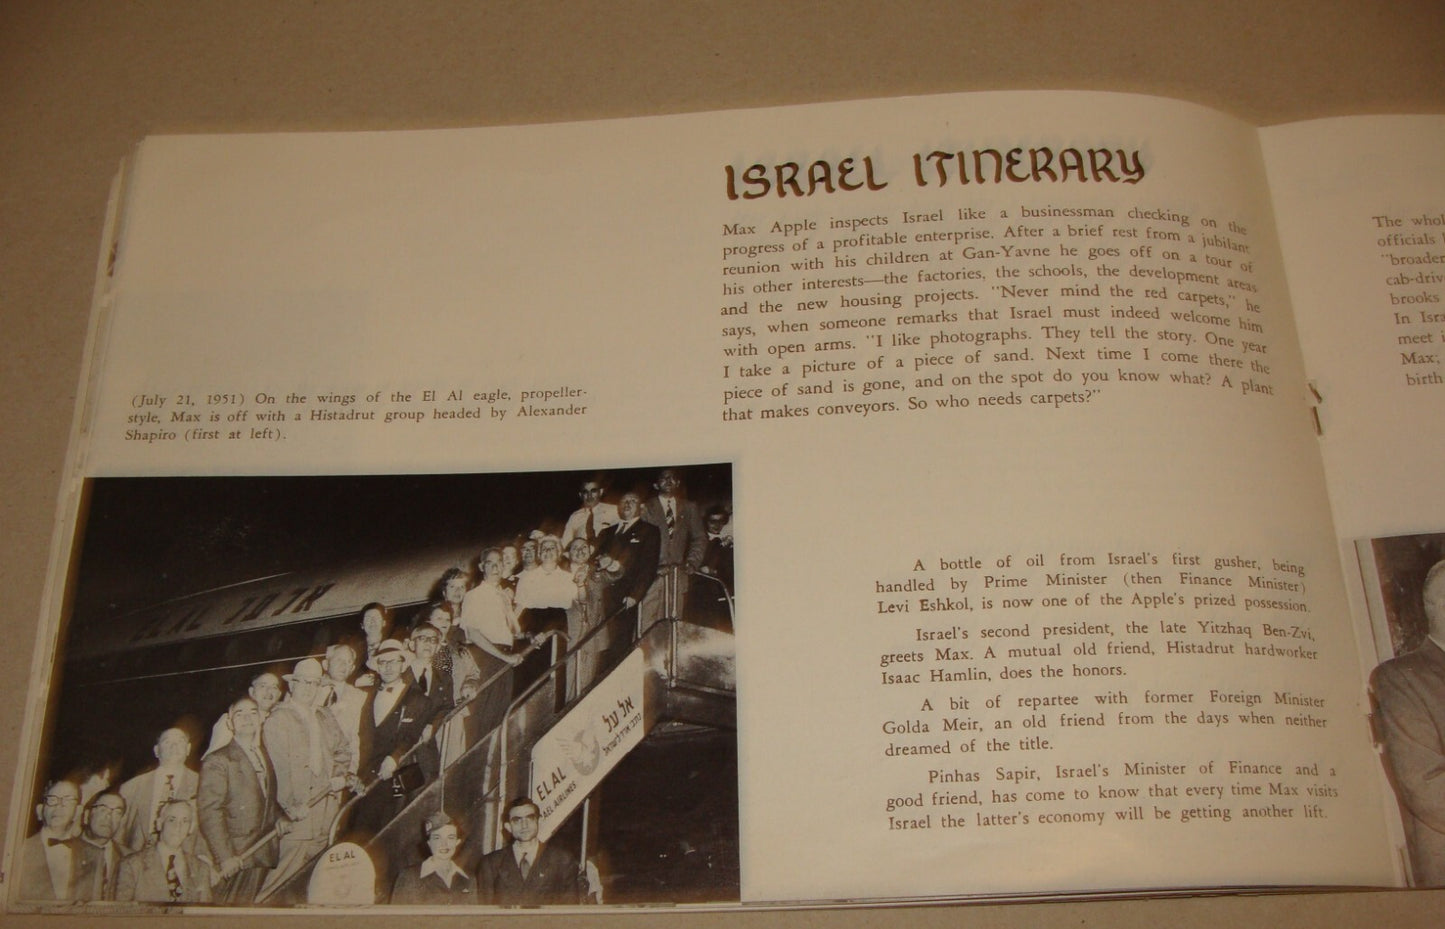 ISRAEL ITINERARY
Max Apple inspects Israel like a businessman checking on the
progress of a profitable enterprise. After a brief rest from a jubilant
reunion with his children at Gan-Yavne he goes off on a tour of
his other interests—the factories, the schools, the development areas
and the new housing projects. "Never mind the red carpets," he
says, when someone remarks that Israel must indeed welcome him
with open arms. "I like photographs. They tell the story. One year
I take a picture of a piece of sand. Next time I come there the
piece of sand is gone, and on the spot do you know what? A plant
that makes conveyors. So who needs carpets?"
(July 21, 1951) On the wings of the El Al eagle, propeller-
style, Max is off with a Histadrut group headed by Alexander
Shapiro (first at left).
אל על
אל על
EL AL
EL AL
A bottle of oil from Israel's first gusher, being
handled by Prime Minister (then Finance Minister)
Levi Eshkol, is now one of the Apple's prized possession.
Israel's second president, the late Yitzhaq Ben-Zvi,
greets Max. A mutual old friend, Histadrut hardworker
Isaac Hamlin, does the honors.
A bit of repartee with former Foreign Minister
Golda Meir, an old friend from the days when neither
dreamed of the title.
Pinhas Sapir, Israel's Minister of Finance and a
good friend, has come to know that every time Max visits
Israel the latter's economy will be getting another lift.
The whol
officials
"broader
cab-driv
brooks
In Isra
meet i
Max;
birth